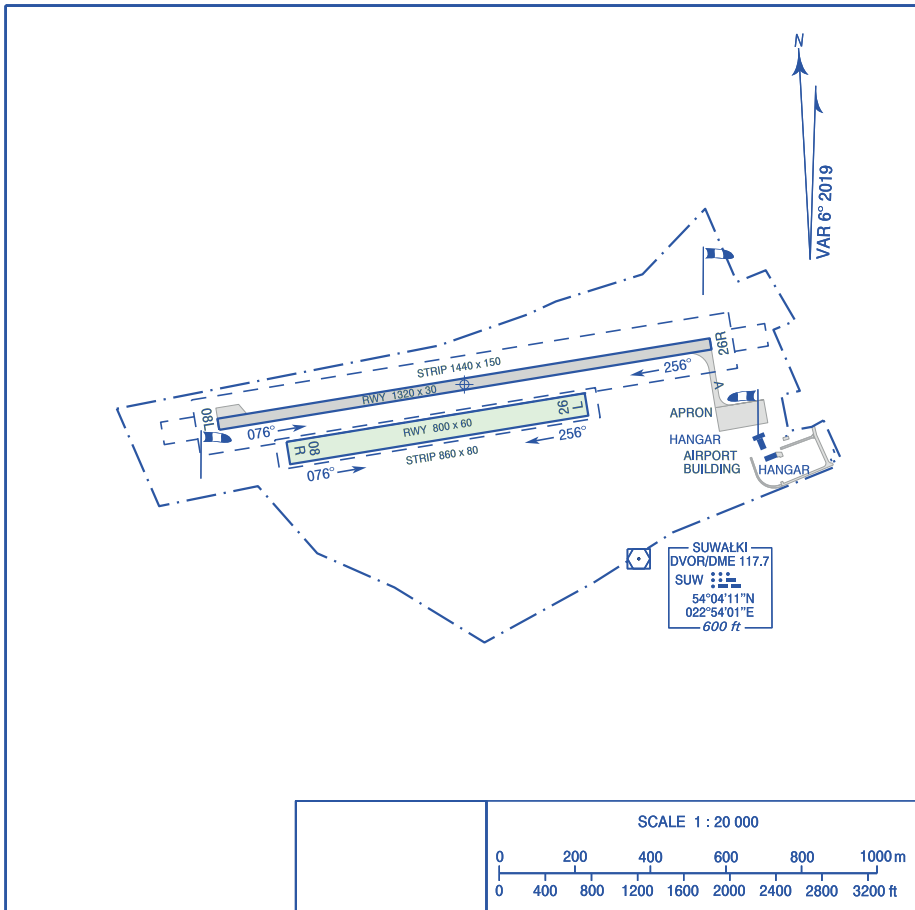 N
VAR 6° 2019
STRIP 1440 x 150
RWY 1320 x 30
26R
256°
A
08L
076°
RWY 800 x 60
26
L
08
R
256°
076°
STRIP 860 x 80
APRON
HANGAR
AIRPORT
BUILDING
HANGAR
SUWAŁKI
DVOR/DME 117.7
SUW
54°04'11"N
022°54'01"E
600 ft
SCALE 1 : 20 000
0 200 400 600 800 1000 m
0 400 800 1200 1600 2000 2400 2800 3200 ft